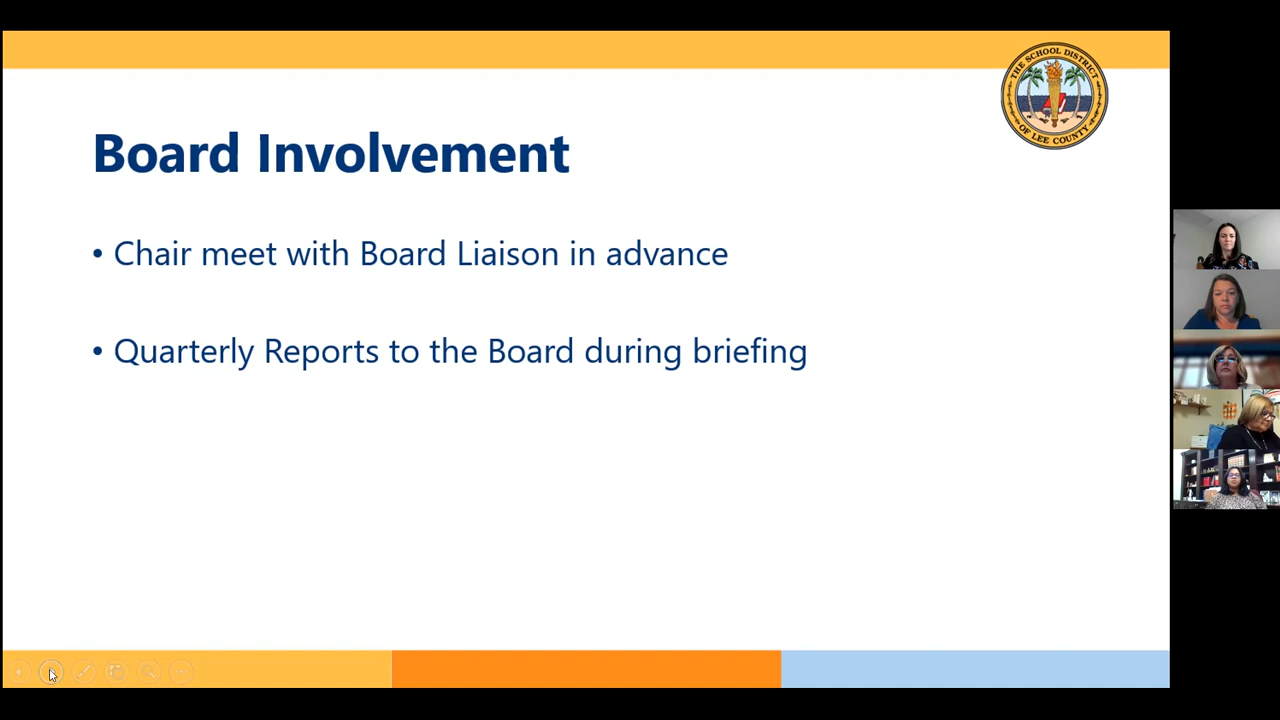 THE SCHOOL DISTRICT
OF LEE COUNTY
Board Involvement
• Chair meet with Board Liaison in advance
• Quarterly Reports to the Board during briefing